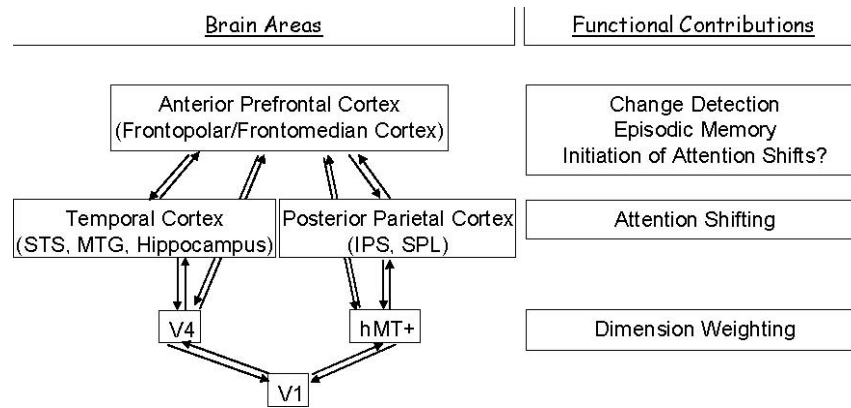 Brain Areas
Functional Contributions
Anterior Prefrontal Cortex
(Frontopolar/Frontomedian Cortex)
Change Detection
Episodic Memory
Initiation of Attention Shifts?
Temporal Cortex
(STS, MTG, Hippocampus)
Posterior Parietal Cortex
(IPS, SPL)
Attention Shifting
V4
hMT+
Dimension Weighting
V1